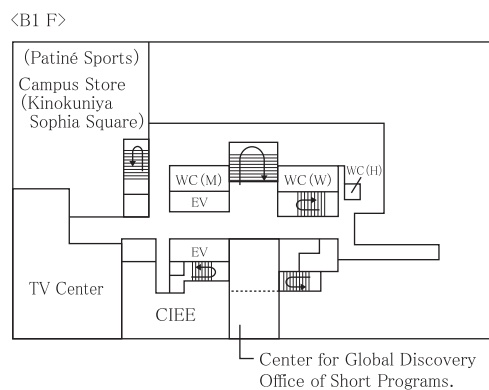 <B1 F>
(Patiné Sports)
Campus Store
(Kinokuniya
Sophia Square)
WC(M)
WC(W)
WC(H)
EV
EV
TV Center
CIEE
Center for Global Discovery
Office of Short Programs.